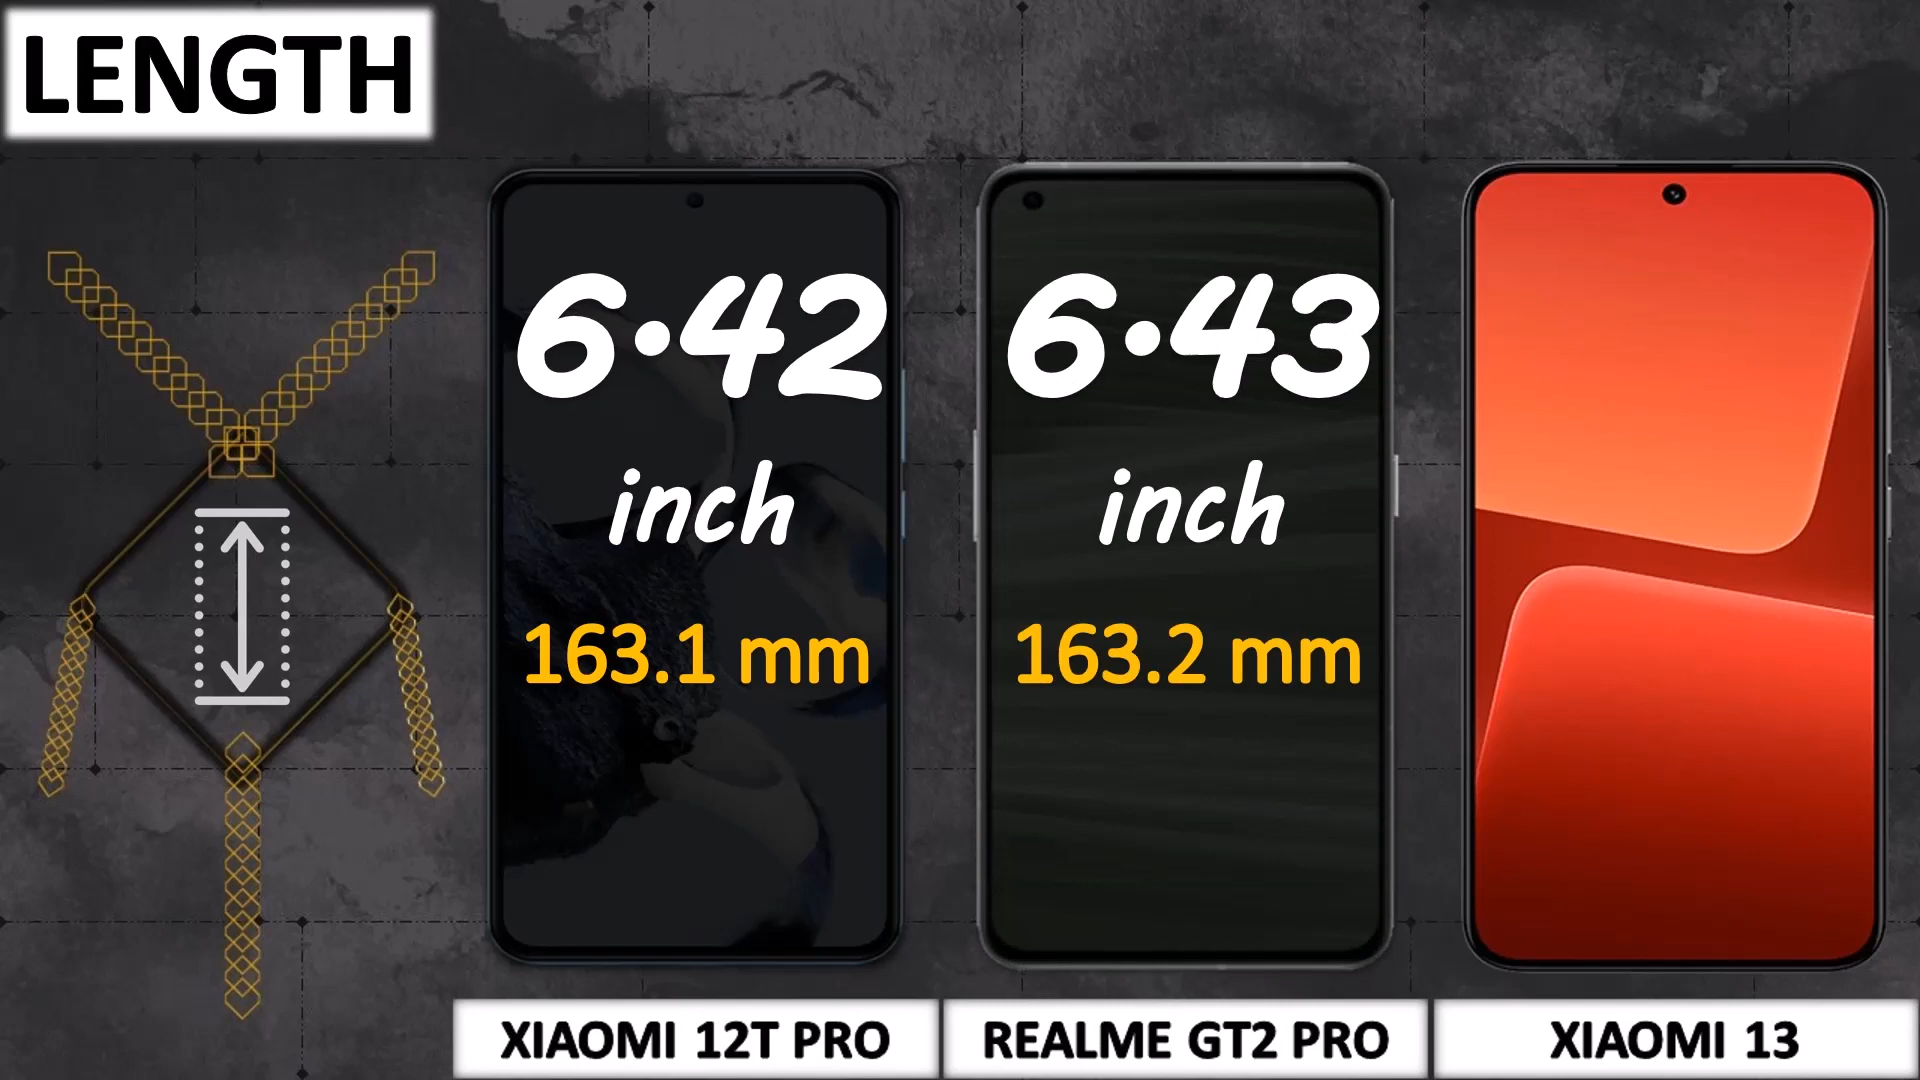 LENGTH
6.42
inch
163.1 mm
6.43
inch
163.2 mm
XIAOMI 12T PRO
REALME GT2 PRO
XIAOMI 13